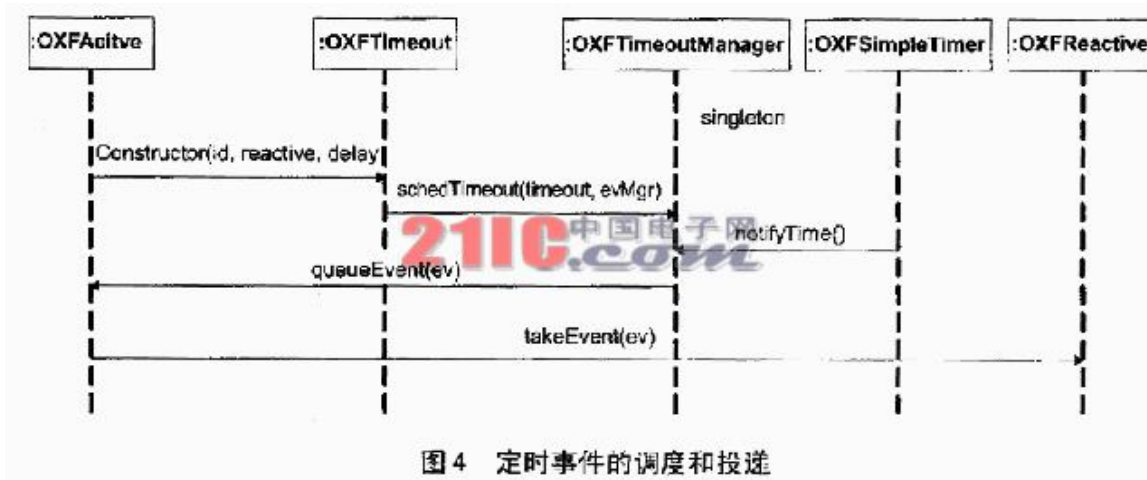 :OXFAcitve
:OXFTimeout
:OXFTimeoutManager
:OXFSimpleTimer
:OXFReactive
singleton
Constructor(id, reactive, delay
schedTimeout(timeout, evMgr)
notifyTime()
21IC中国电子网
.com
queueEvent(ev)
takeEvent(ev)
图4 定时事件的调度和投递